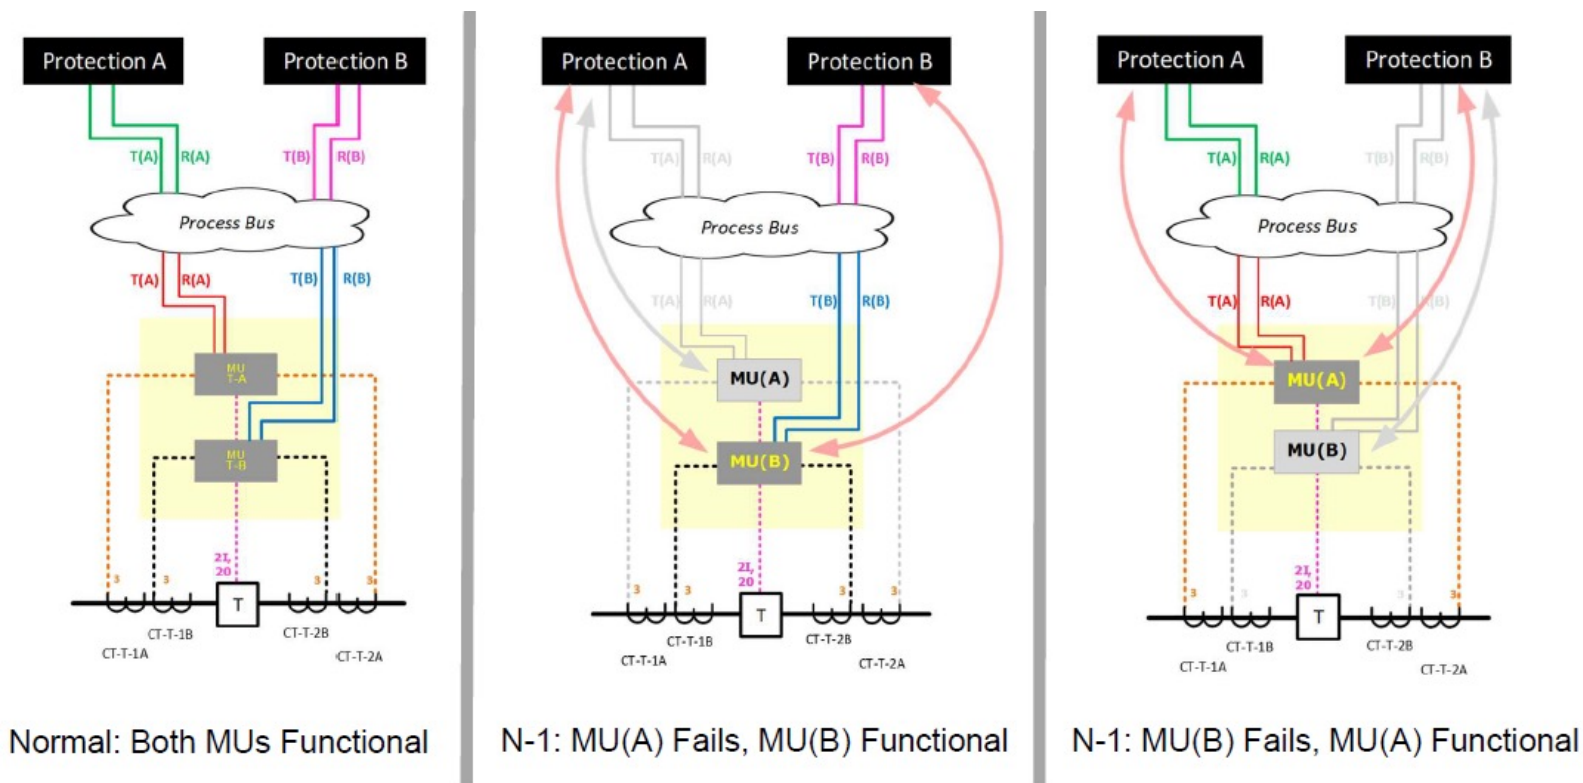 Protection A
Protection B
T(A) R(A)
T(B) R(B)
Process Bus
T(A) R(A)
T(B) R(B)
MU
T-A
MU
T-B
2I,
20
3 3 3 3
T
CT-T-1B CT-T-2B
CT-T-1A CT-T-2A
Normal: Both MUs Functional
Protection A
Protection B
T(A) R(A)
T(B) R(B)
Process Bus
T(A) R(A)
T(B) R(B)
MU(A)
MU(B)
2I,
20
3 3 3 3
T
CT-T-1B CT-T-2B
CT-T-1A CT-T-2A
N-1: MU(A) Fails, MU(B) Functional
Protection A
Protection B
T(A) R(A)
T(B) R(B)
Process Bus
T(A) R(A)
T(B) R(B)
MU(A)
MU(B)
2I,
20
3 3 3 3
T
CT-T-1B CT-T-2B
CT-T-1A CT-T-2A
N-1: MU(B) Fails, MU(A) Functional